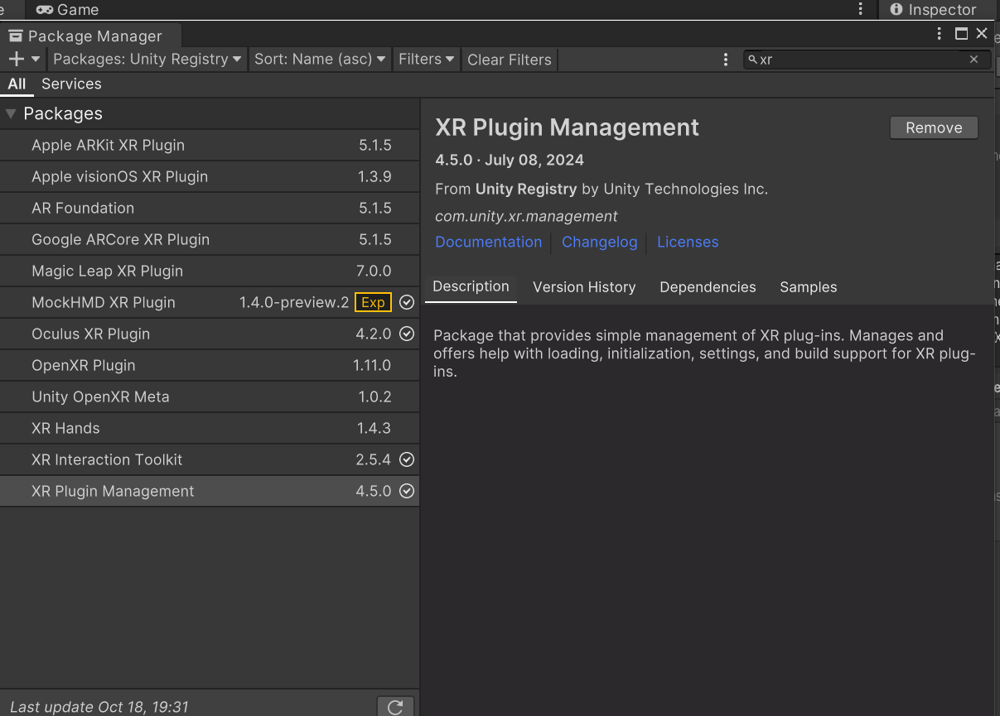 Game
Inspector
Package Manager
Packages: Unity Registry Sort: Name (asc) Filters Clear Filters xr
All Services
Packages
Apple ARKit XR Plugin 5.1.5
Apple visionOS XR Plugin 1.3.9
AR Foundation 5.1.5
Google ARCore XR Plugin 5.1.5
Magic Leap XR Plugin 7.0.0
MockHMD XR Plugin 1.4.0-preview.2 Exp
Oculus XR Plugin 4.2.0
OpenXR Plugin 1.11.0
Unity OpenXR Meta 1.0.2
XR Hands 1.4.3
XR Interaction Toolkit 2.5.4
XR Plugin Management 4.5.0
Last update Oct 18, 19:31
XR Plugin Management
Remove
4.5.0 · July 08, 2024
From Unity Registry by Unity Technologies Inc.
com.unity.xr.management
Documentation Changelog Licenses
Description Version History Dependencies Samples
Package that provides simple management of XR plug-ins. Manages and
offers help with loading, initialization, settings, and build support for XR plug-
ins.